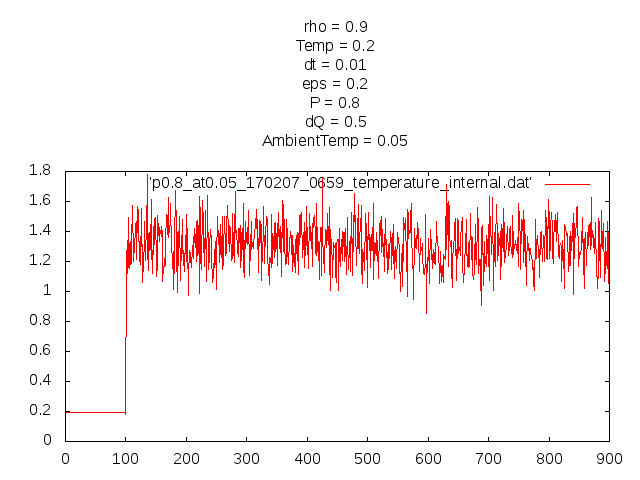 rho = 0.9
Temp = 0.2
dt = 0.01
eps = 0.2
P = 0.8
dQ = 0.5
AmbientTemp = 0.05
1.8
'p0.8_at0.05_170207_0659_temperature_internal.dat'
1.6
1.4
1.2
1
0.8
0.6
0.4
0.2
0
0 100 200 300 400 500 600 700 800 900